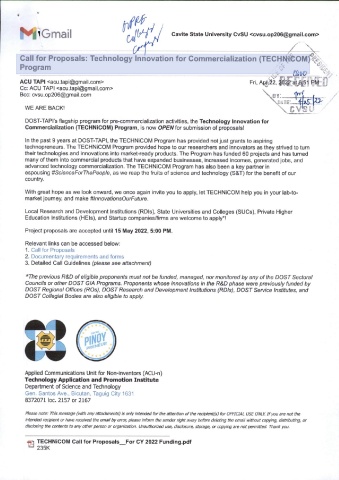 Gmail
Cavite State University CvSU <cvsu.op206@gmail.com>
Call for Proposals: Technology Innovation for Commercialization (TECHNiCOM)
Program
ACU TAPI <acu.tapi@gmail.com>
Fri, Apr 22, 2022 at
Cc: ACU TAPI <acu.tapi@gmail.com>
Bcc: cvsu.op206@gmail.com
WE ARE BACK!
DOST-TAPI's flagship program for pre-commercialization activities, the Technology Innovation for
Commercialization (TECHNiCOM) Program, is now OPEN for submission of proposals!
In the past 9 years at DOST-TAPI, the TECHNiCOM Program has provided not just grants to aspiring
technopreneurs. The TECHNiCOM Program provided hope to our researchers and innovators as they strived to turn
their technologies and innovations into market-ready products. The Program has funded 60 projects and has turned
many of them into commercial products that have expanded businesses, increased incomes, generated jobs, and
advanced technology commercialization. The TECHNiCOM Program has also been a key partner in
espousing #ScienceForThePeople, as we reap the fruits of science and technology (S&T) for the benefit of our
country.
With great hope as we look onward, we once again invite you to apply, let TECHNiCOM help you in your lab-to-
market journey, and make #InnovationsOurFuture.
Local Research and Development Institutions (RDIs), State Universities and Colleges (SUCs), Private Higher
Education Institutions (HEIs), and Startup companies/firms are welcome to apply*!
Project proposals are accepted until 15 May 2022, 5:00 PM.
Relevant links can be accessed below:
1. Call for Proposals
2. Documentary requirements and forms
3. Detailed Call Guidelines (please see attachment)
*The previous R&D of eligible proponents must not be funded, managed, nor monitored by any of the DOST Sectoral
Councils or other DOST GIA Programs. Proponents whose innovations in the R&D phase were previously funded by
DOST Regional Offices (ROs), DOST Research and Development Institutions (RDIs), DOST Service Institutes, and
DOST Collegial Bodies are also eligible to apply.
PINOY
Applied Communications Unit for Non-inventors (ACU-n)
Technology Application and Promotion Institute
Department of Science and Technology
Gen. Santos Ave., Bicutan, Taguig City 1631
8372071 loc. 2157 or 2167
Please note: This message (with any attachments) is only intended for the attention of the recipient(s) for OFFICIAL USE ONLY. If you are not the
intended recipient or have received this email by error, please inform the sender right away before deleting the email without copying, distributing, or
disclosing the contents to any other person or organization. Unauthorized use, disclosure, storage, or copying are not permitted. Thank you.
TECHNiCOM Call for Proposals__For CY 2022 Funding.pdf
235K